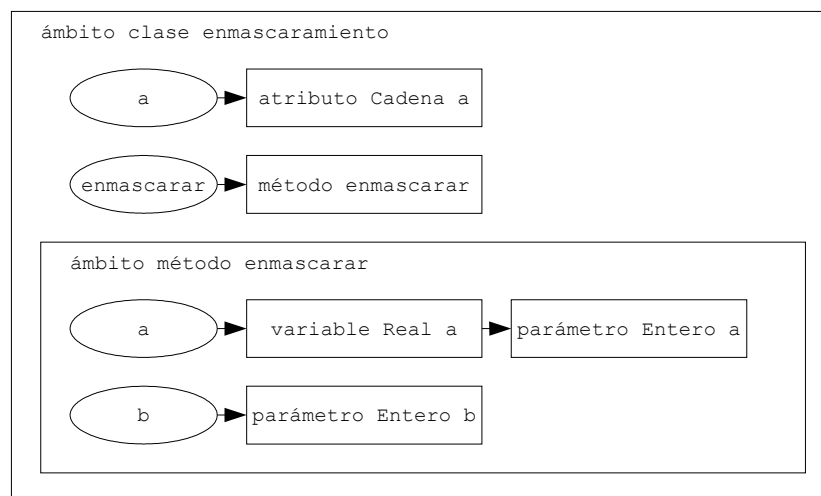 ámbito clase enmascaramiento
a
atributo Cadena a
enmascarar
método enmascarar
ámbito método enmascarar
a
variable Real a
parámetro Entero a
b
parámetro Entero b